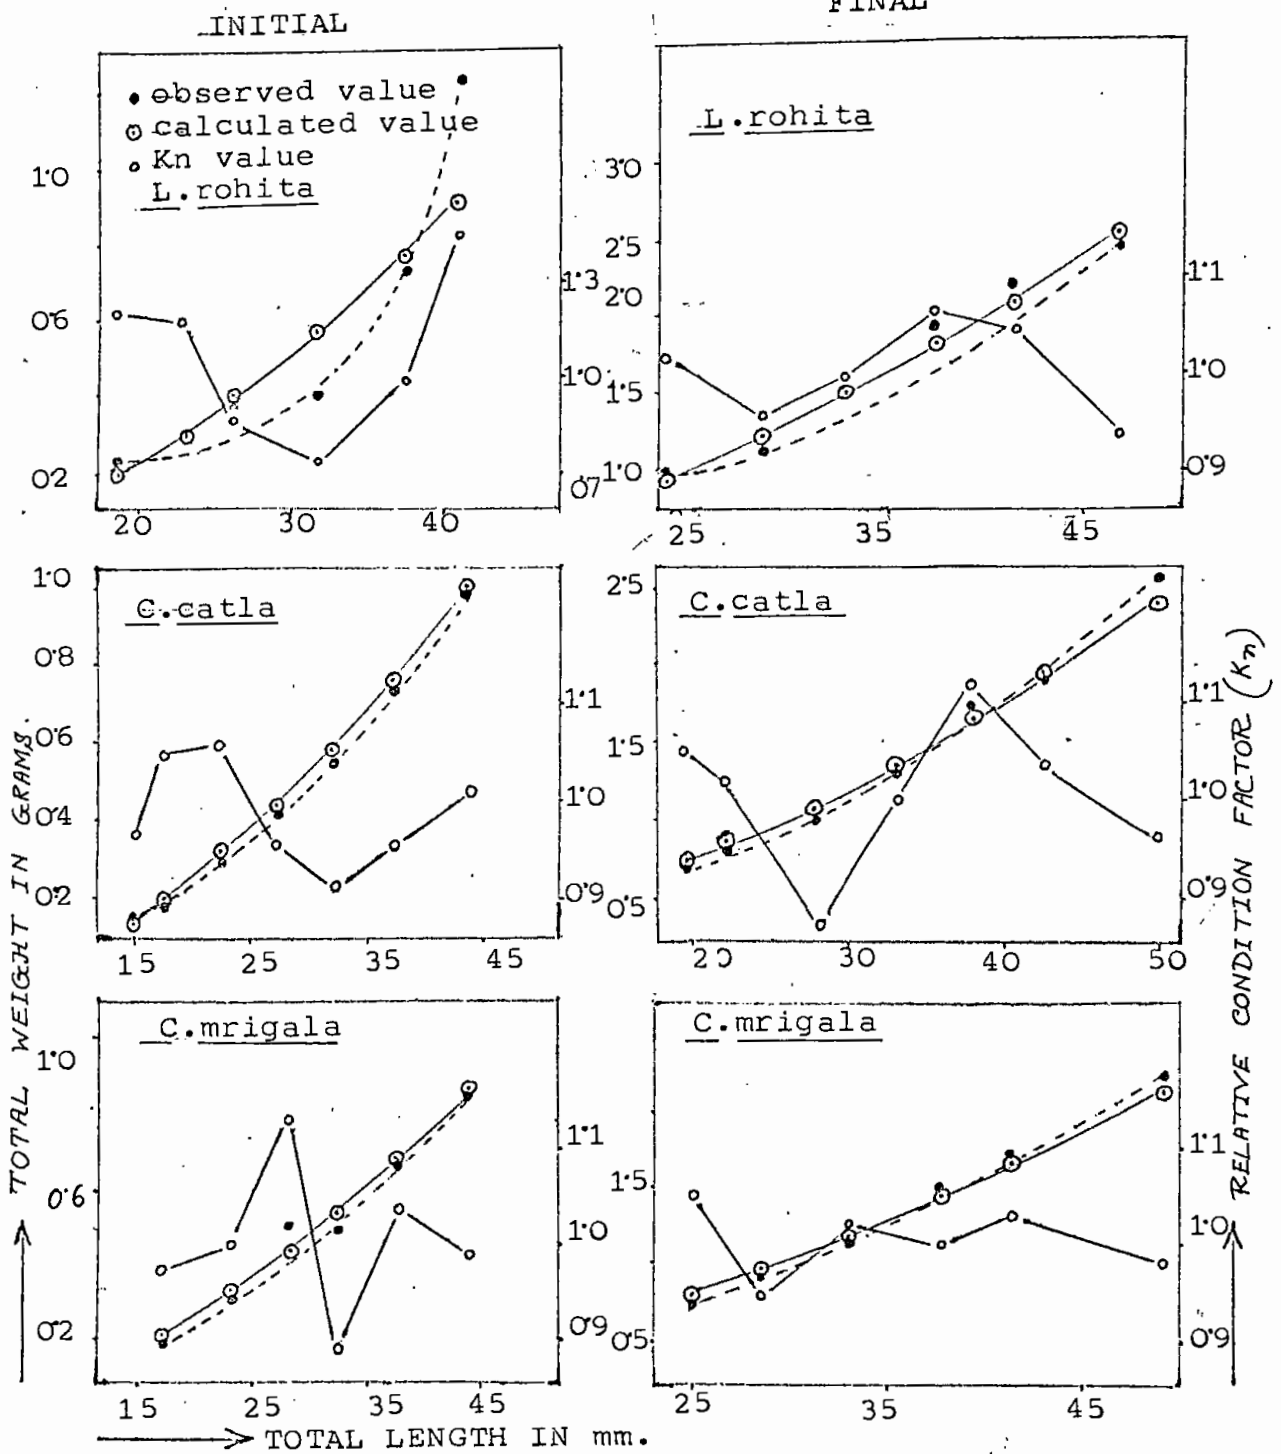 INITIAL
FINAL
observed value
calculated value
Kn value
L.rohita
1.0
0.6
0.2
1.3
1.0
0.7
20 30 40
L.rohita
3.0
2.5
2.0
1.5
1.0
1.1
1.0
0.9
25 35 45
C.catla
1.0
0.8
0.6
0.4
0.2
1.1
1.0
0.9
15 25 35 45
C.catla
2.5
1.5
0.5
1.1
1.0
0.9
20 30 40 50
C.mrigala
1.0
0.6
0.2
1.1
1.0
0.9
15 25 35 45
C.mrigala
1.5
0.5
1.1
1.0
0.9
25 35 45
TOTAL WEIGHT IN GRAMS.
RELATIVE CONDITION FACTOR (Kn)
TOTAL LENGTH IN mm.